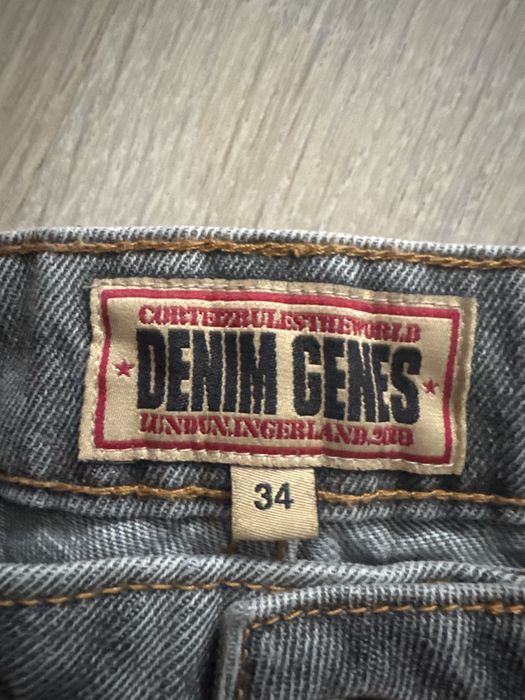 CORTEIZRULESTHEWORLD
DENIM GENES
LUNDUN,INGERLAND,2018
34